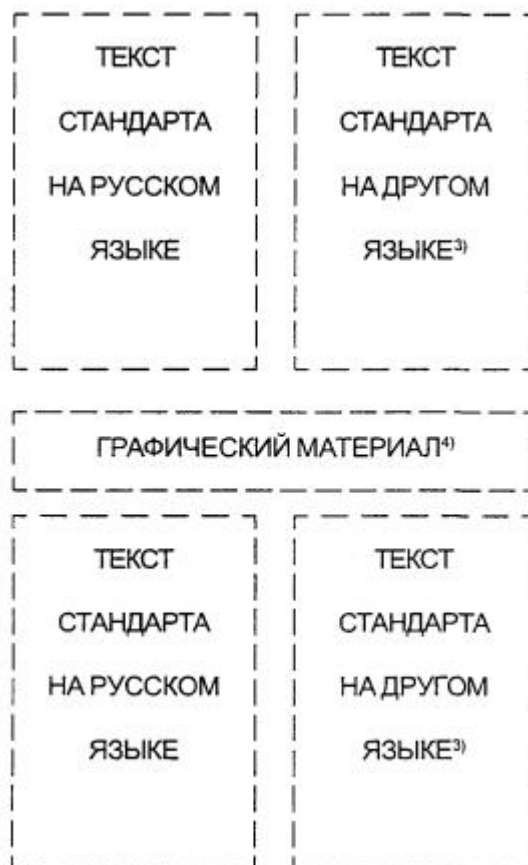 ТЕКСТ
СТАНДАРТА
НА РУССКОМ
ЯЗЫКЕ
ТЕКСТ
СТАНДАРТА
НА ДРУГОМ
ЯЗЫКЕ³⁾
ГРАФИЧЕСКИЙ МАТЕРИАЛ⁴⁾
ТЕКСТ
СТАНДАРТА
НА РУССКОМ
ЯЗЫКЕ
ТЕКСТ
СТАНДАРТА
НА ДРУГОМ
ЯЗЫКЕ³⁾